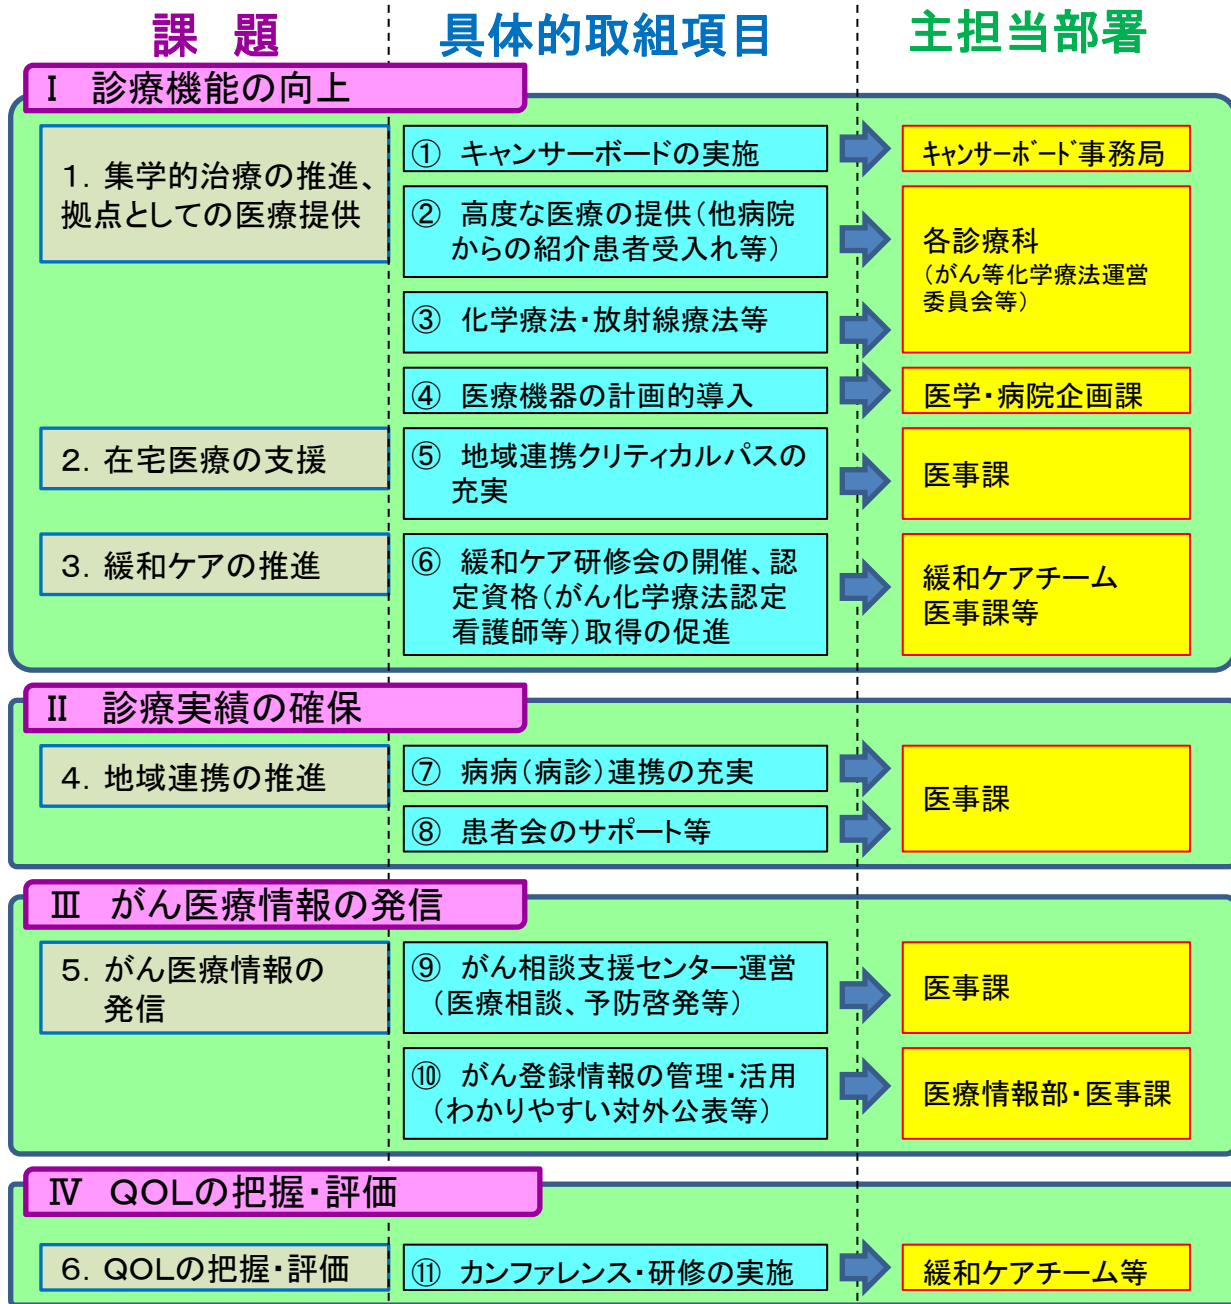 課 題
具体的取組項目
主担当部署
Ⅰ 診療機能の向上
1. 集学的治療の推進、
拠点としての医療提供
① キャンサーボードの実施
キャンサーボード事務局
② 高度な医療の提供(他病院
からの紹介患者受入れ等)
各診療科
(がん等化学療法運営
委員会等)
③ 化学療法・放射線療法等
④ 医療機器の計画的導入
医学・病院企画課
2. 在宅医療の支援
⑤ 地域連携クリティカルパスの
充実
医事課
3. 緩和ケアの推進
⑥ 緩和ケア研修会の開催、認
定資格(がん化学療法認定
看護師等)取得の促進
緩和ケアチーム
医事課等
Ⅱ 診療実績の確保
4. 地域連携の推進
⑦ 病病(病診)連携の充実
⑧ 患者会のサポート等
医事課
Ⅲ がん医療情報の発信
5. がん医療情報の
発信
⑨ がん相談支援センター運営
(医療相談、予防啓発等)
医事課
⑩ がん登録情報の管理・活用
(わかりやすい対外公表等)
医療情報部・医事課
Ⅳ QOLの把握・評価
6. QOLの把握・評価
⑪ カンファレンス・研修の実施
緩和ケアチーム等